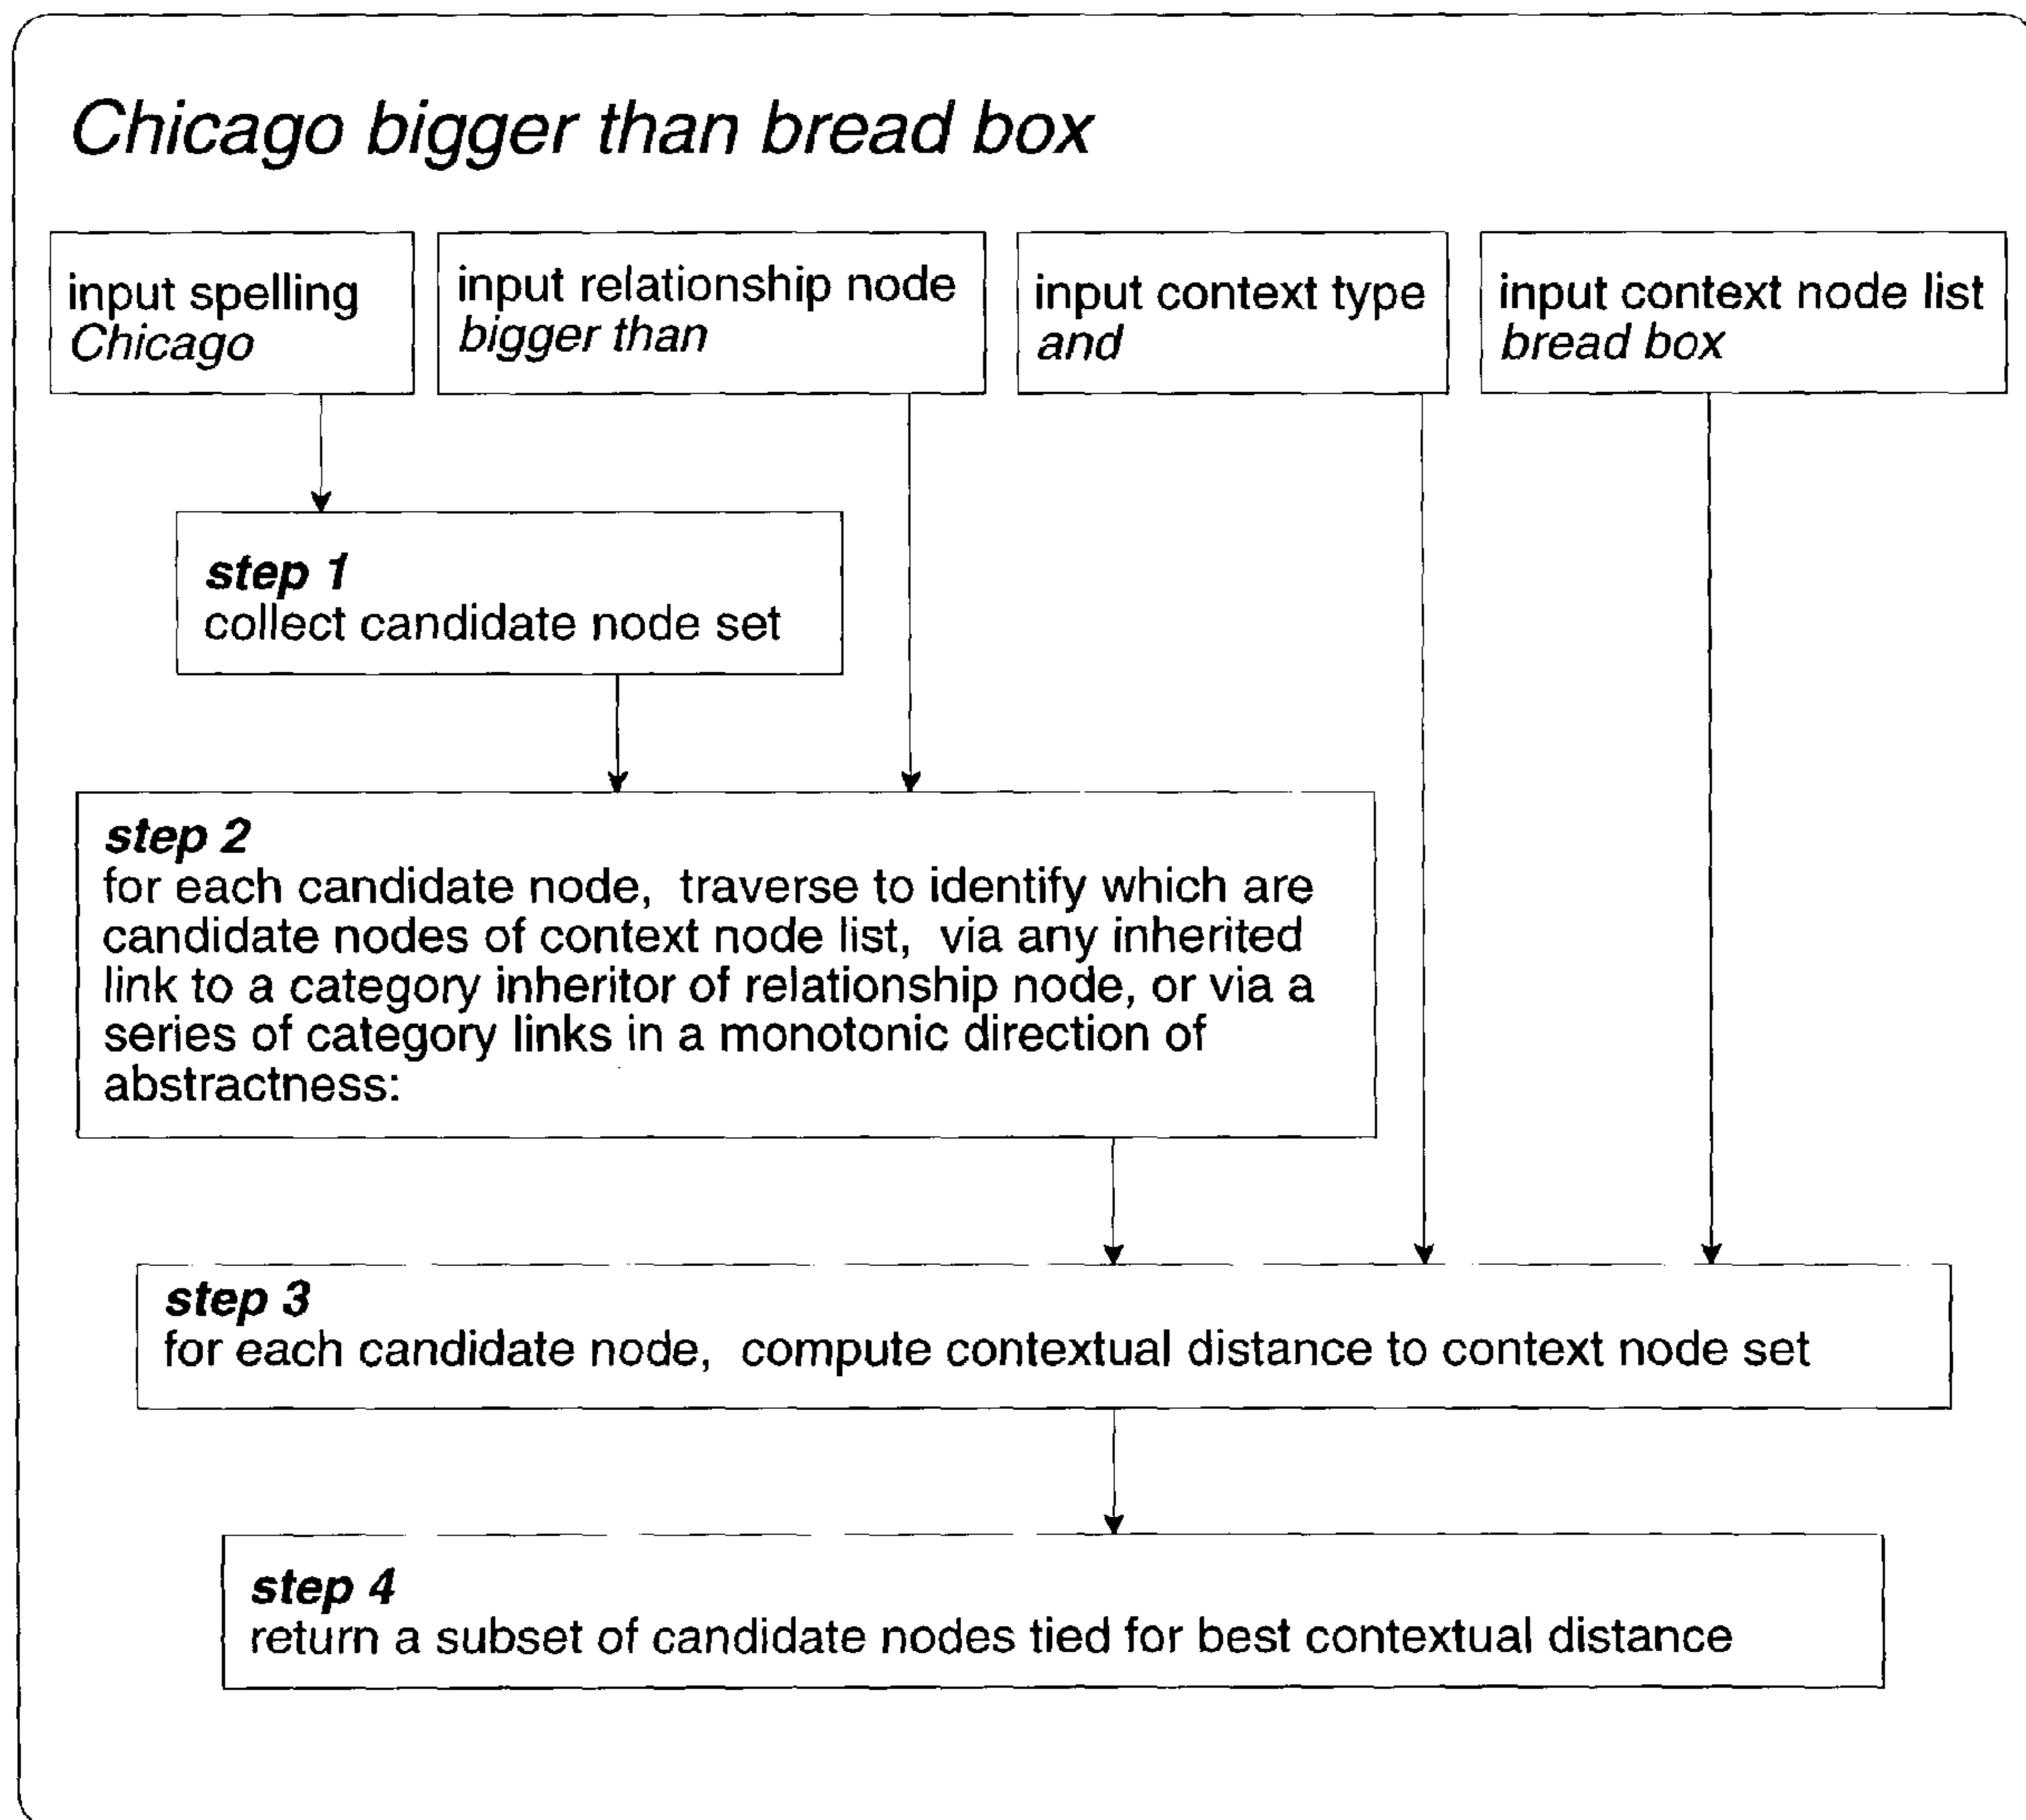 Chicago bigger than bread box
input spelling
Chicago
input relationship node
bigger than
input context type
and
input context node list
bread box
step 1
collect candidate node set
step 2
for each candidate node, traverse to identify which are
candidate nodes of context node list, via any inherited
link to a category inheritor of relationship node, or via a
series of category links in a monotonic direction of
abstractness:
step 3
for each candidate node, compute contextual distance to context node set
step 4
return a subset of candidate nodes tied for best contextual distance